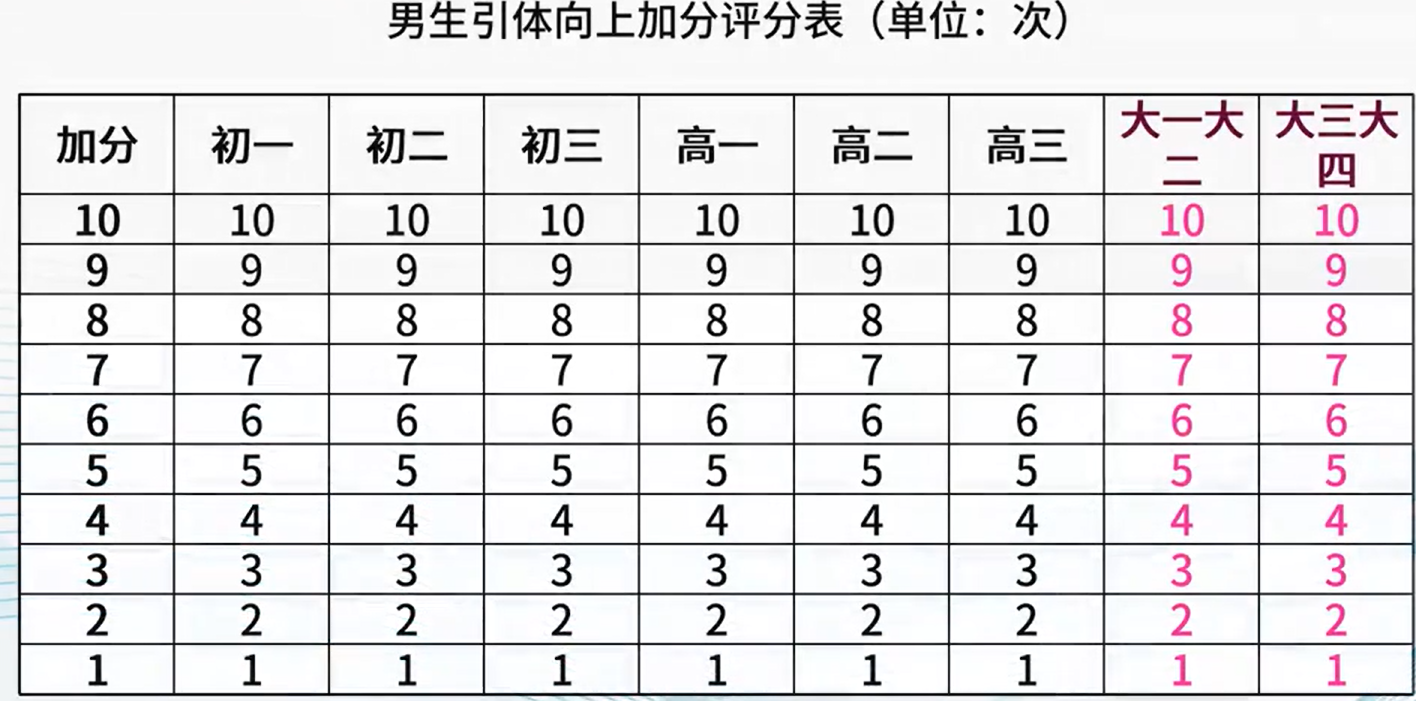 男生引体向上加分评分表（单位：次）
加分 初一 初二 初三 高一 高二 高三 大一大二 大三大四
10 10 10 10 10 10 10 10 10
9 9 9 9 9 9 9 9 9
8 8 8 8 8 8 8 8 8
7 7 7 7 7 7 7 7 7
6 6 6 6 6 6 6 6 6
5 5 5 5 5 5 5 5 5
4 4 4 4 4 4 4 4 4
3 3 3 3 3 3 3 3 3
2 2 2 2 2 2 2 2 2
1 1 1 1 1 1 1 1 1